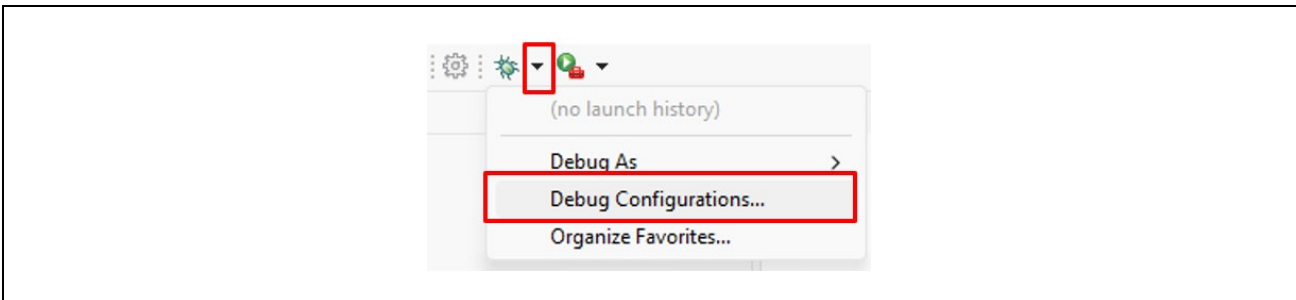 (no launch history)
Debug As
Debug Configurations...
Organize Favorites...